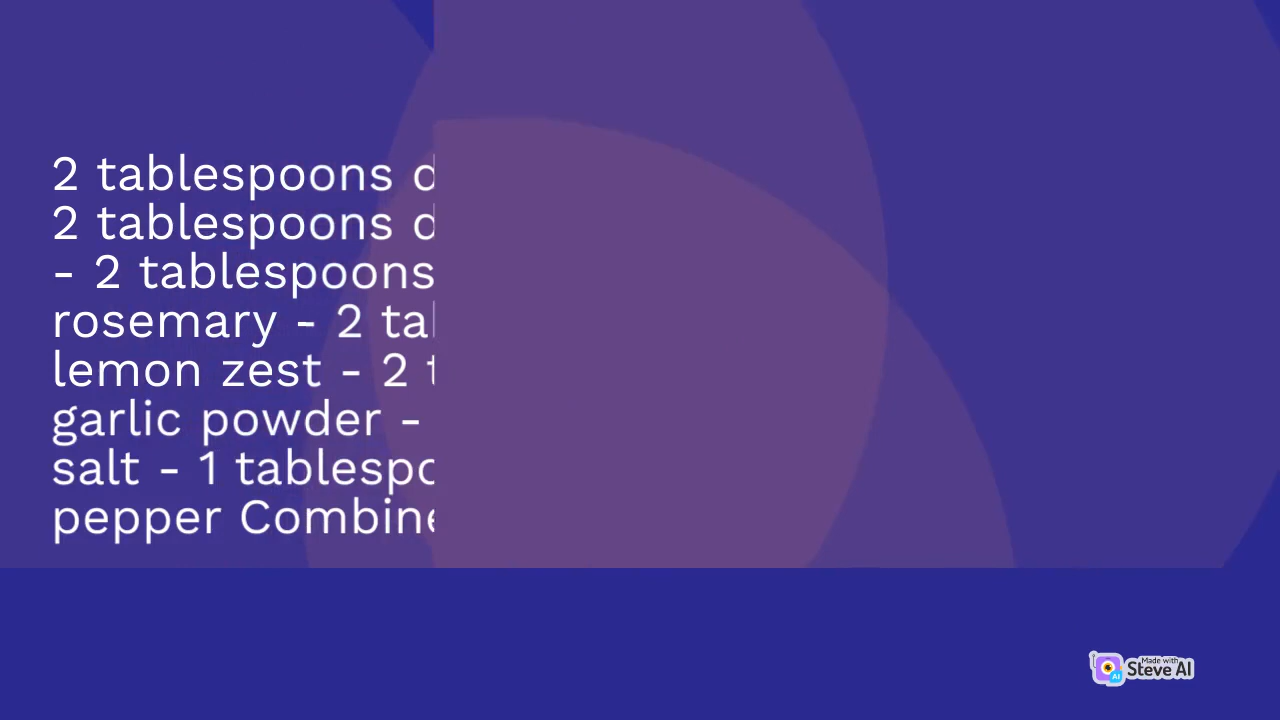 2 tablespoons
2 tablespoons
- 2 tablespoons
rosemary - 2
lemon zest - 2
garlic powder -
salt - 1
pepper
Made with
Steve AI